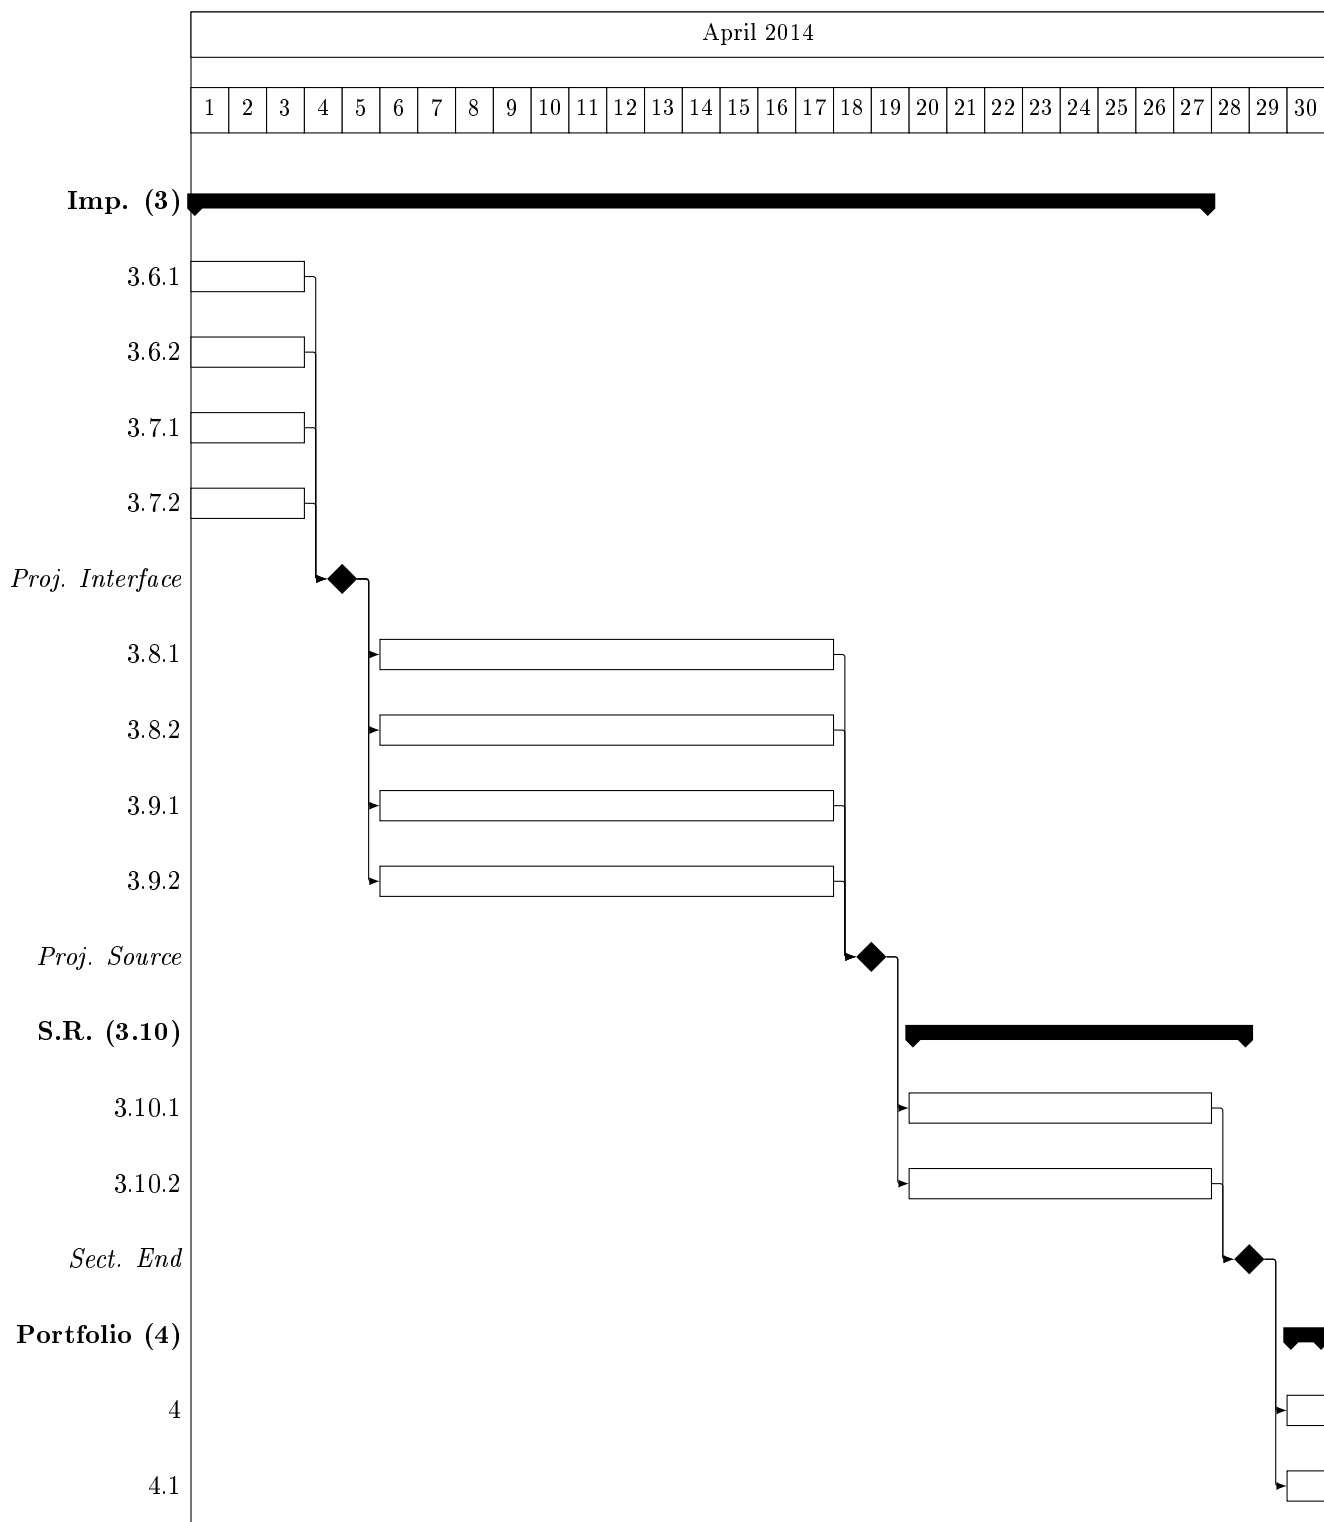 April 2014
1 2 3 4 5 6 7 8 9 10 11 12 13 14 15 16 17 18 19 20 21 22 23 24 25 26 27 28 29 30
Imp. (3)
3.6.1
3.6.2
3.7.1
3.7.2
Proj. Interface
3.8.1
3.8.2
3.9.1
3.9.2
Proj. Source
S.R. (3.10)
3.10.1
3.10.2
Sect. End
Portfolio (4)
4
4.1